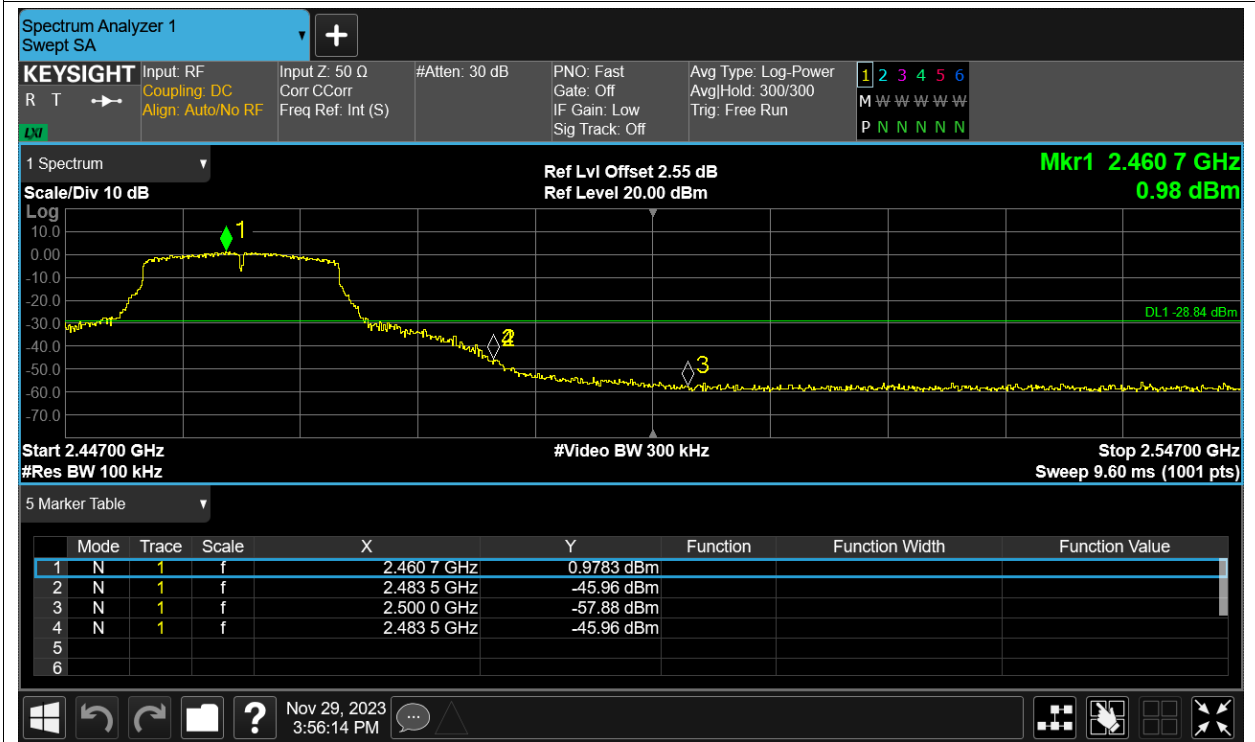 Spectrum Analyzer 1
Swept SA
+
KEYSIGHT
R T
LXI
Input: RF
Coupling: DC
Align: Auto/No RF
Input Z: 50 Ω
Corr CCorr
Freq Ref: Int (S)
#Atten: 30 dB
PNO: Fast
Gate: Off
IF Gain: Low
Sig Track: Off
Avg Type: Log-Power
Avg|Hold: 300/300
Trig: Free Run
1 2 3 4 5 6
M W W W W W
P N N N N N
1 Spectrum
Scale/Div 10 dB
Ref Lvl Offset 2.55 dB
Ref Level 20.00 dBm
Mkr1 2.460 7 GHz
0.98 dBm
Log
10.0
0.00
-10.0
-20.0
-30.0
-40.0
-50.0
-60.0
-70.0
1
2
4
3
DL1 -28.84 dBm
Start 2.44700 GHz
#Video BW 300 kHz
Stop 2.54700 GHz
#Res BW 100 kHz
Sweep 9.60 ms (1001 pts)
5 Marker Table
Mode Trace Scale X Y Function Function Width Function Value
1 N 1 f 2.460 7 GHz 0.9783 dBm
2 N 1 f 2.483 5 GHz -45.96 dBm
3 N 1 f 2.500 0 GHz -57.88 dBm
4 N 1 f 2.483 5 GHz -45.96 dBm
5
6
?
Nov 29, 2023
3:56:14 PM